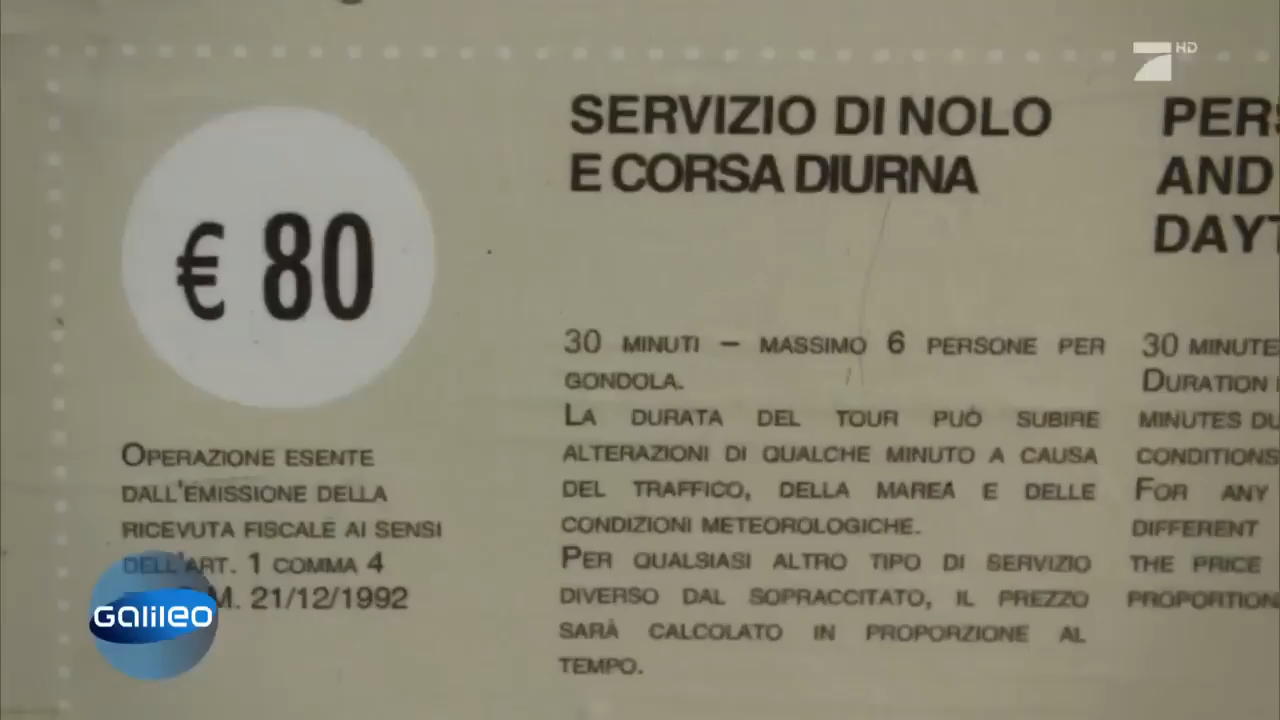 HD
€ 80
OPERAZIONE ESENTE
DALL'EMISSIONE DELLA
RICEVUTA FISCALE AI SENSI
DELL'ART. 1 COMMA 4
M. 21/12/1992
SERVIZIO DI NOLO
E CORSA DIURNA
30 MINUTI – MASSIMO 6 PERSONE PER
GONDOLA.
LA DURATA DEL TOUR PUÒ SUBIRE
ALTERAZIONI DI QUALCHE MINUTO A CAUSA
DEL TRAFFICO, DELLA MAREA E DELLE
CONDIZIONI METEOROLOGICHE.
PER QUALSIASI ALTRO TIPO DI SERVIZIO
DIVERSO DAL SOPRACCITATO, IL PREZZO
SARÀ CALCOLATO IN PROPORZIONE AL
TEMPO.
PERS
AND
DAYT
30 MINUTE
DURATION
MINUTES DU
CONDITIONS
FOR ANY
DIFFERENT
THE PRICE
PROPORTION
Galileo